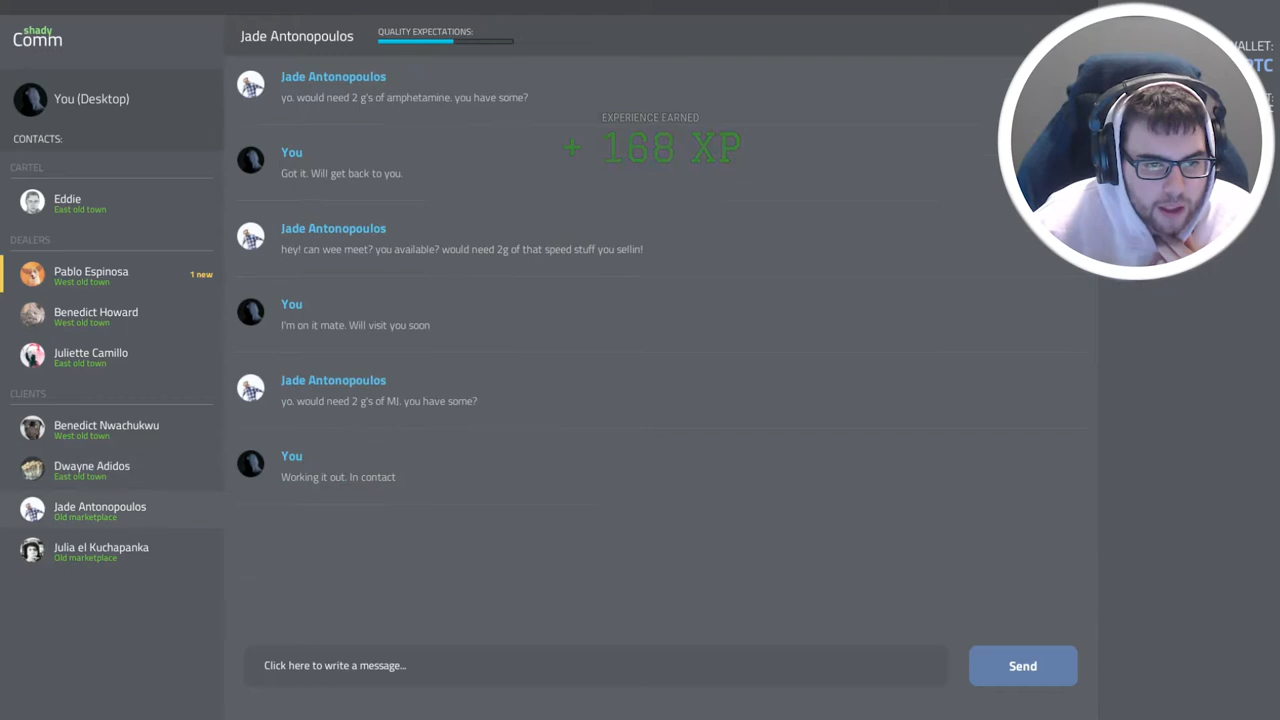 shady
Comm
Jade Antonopoulos
QUALITY EXPECTATIONS:
WALLET:
BTC
You (Desktop)
CONTACTS:
CARTEL
Eddie
East old town
DEALERS
Pablo Espinosa
1 new
West old town
Benedict Howard
West old town
Juliette Camillo
East old town
CLIENTS
Benedict Nwachukwu
West old town
Dwayne Adidos
East old town
Jade Antonopoulos
Old marketplace
Julia el Kuchapanka
Old marketplace
Jade Antonopoulos
yo. would need 2 g's of amphetamine. you have some?
EXPERIENCE EARNED
+ 168 XP
You
Got it. Will get back to you.
Jade Antonopoulos
hey! can wee meet? you available? would need 2g of that speed stuff you sellin!
You
I'm on it mate. Will visit you soon
Jade Antonopoulos
yo. would need 2 g's of MJ. you have some?
You
Working it out. In contact
Click here to write a message...
Send